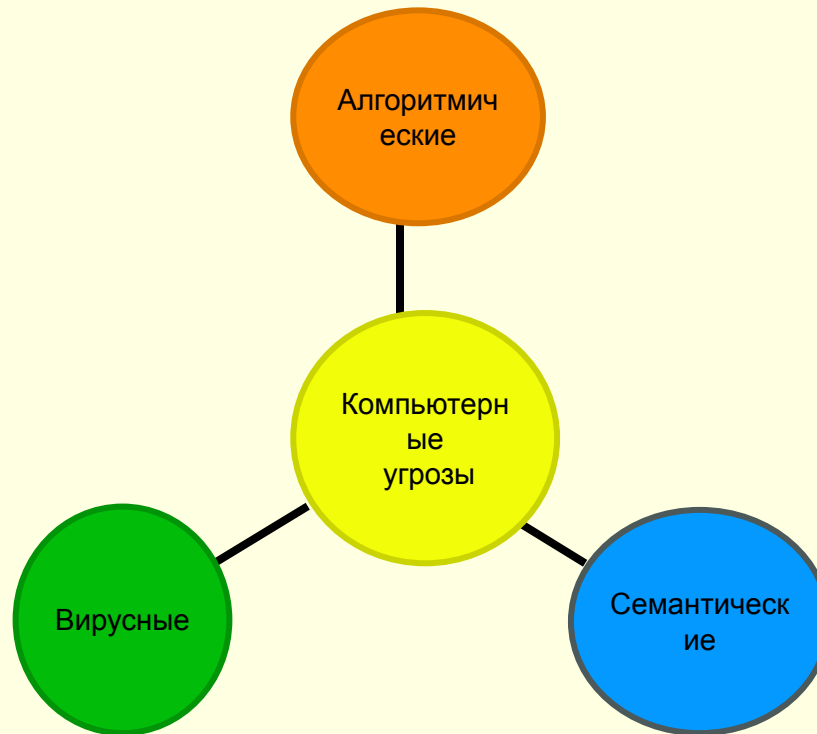 Алгоритмич
еские
Компьютерн
ые
угрозы
Вирусные
Семантическ
ие